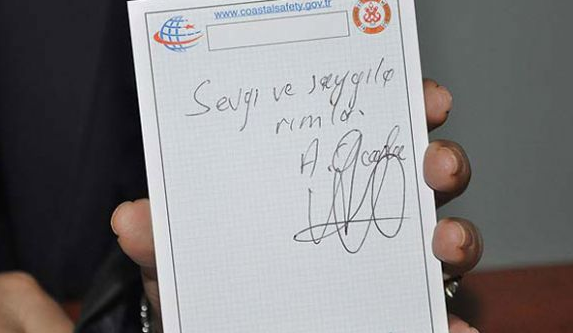 www.coastalsafety.gov.tr
Sevgi ve saygıla
rımla.
A.